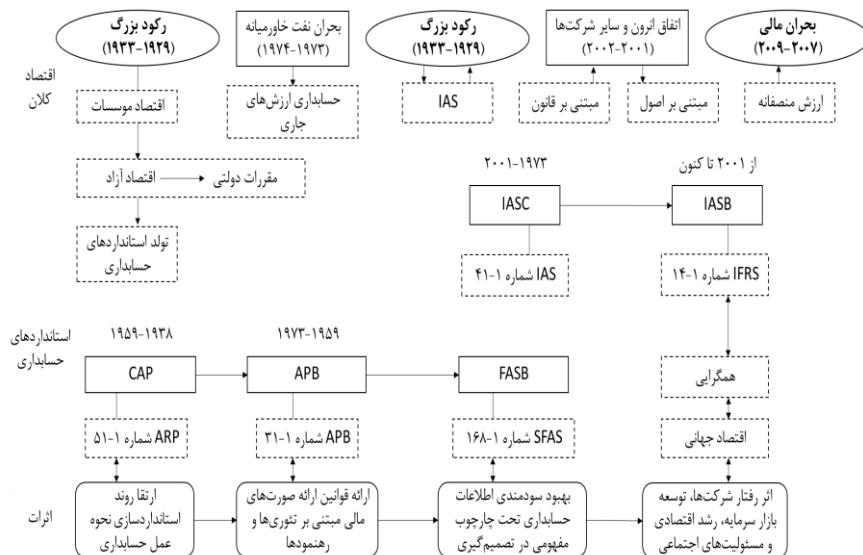 رکود بزرگ
(۱۹۳۳-۱۹۲۹)
بحران نفت خاورمیانه
(۱۹۷۴-۱۹۷۳)
رکود بزرگ
(۱۹۳۳-۱۹۲۹)
اتفاق انرون و سایر شرکت‌ها
(۲۰۰۲-۲۰۰۱)
بحران مالی
(۲۰۰۹-۲۰۰۷)
اقتصاد
کلان
اقتصاد موسسات
حسابداری ارزش‌های
جاری
IAS
مبتنی بر قانون
مبتنی بر اصول
ارزش منصفانه
مقررات دولتی
اقتصاد آزاد
تولد استانداردهای
حسابداری
۲۰۰۱-۱۹۷۳
از ۲۰۰۱ تا کنون
IASC
IASB
IAS شماره ۱-۴۱
IFRS شماره ۱-۱۴
استانداردهای
حسابداری
۱۹۵۹-۱۹۳۸
۱۹۷۳-۱۹۵۹
CAP
APB
FASB
همگرایی
ARP شماره ۱-۵۱
APB شماره ۱-۳۱
SFAS شماره ۱-۱۶۸
اقتصاد جهانی
اثرات
ارتقا روند
استانداردسازی نحوه
عمل حسابداری
ارائه قوانین ارائه صورت‌های
مالی مبتنی بر تئوری‌ها و
رهنمودها
بهبود سودمندی اطلاعات
حسابداری تحت چارچوب
مفهومی در تصمیم‌گیری
اثر رفتار شرکت‌ها، توسعه
بازار سرمایه، رشد اقتصادی
و مسئولیت‌های اجتماعی